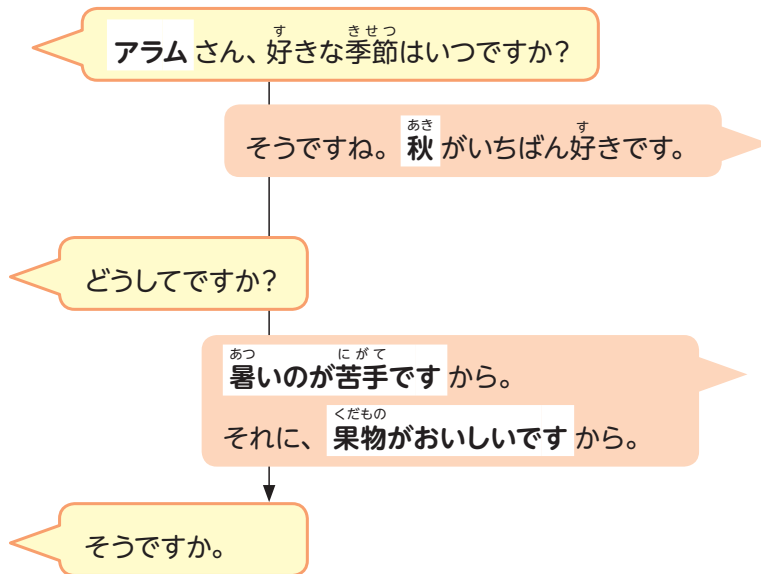 アラムさん、好きな季節はいつですか？
そうですね。秋がいちばん好きです。
どうしてですか？
暑いのが苦手ですから。
それに、果物がおいしいですから。
そうですか。